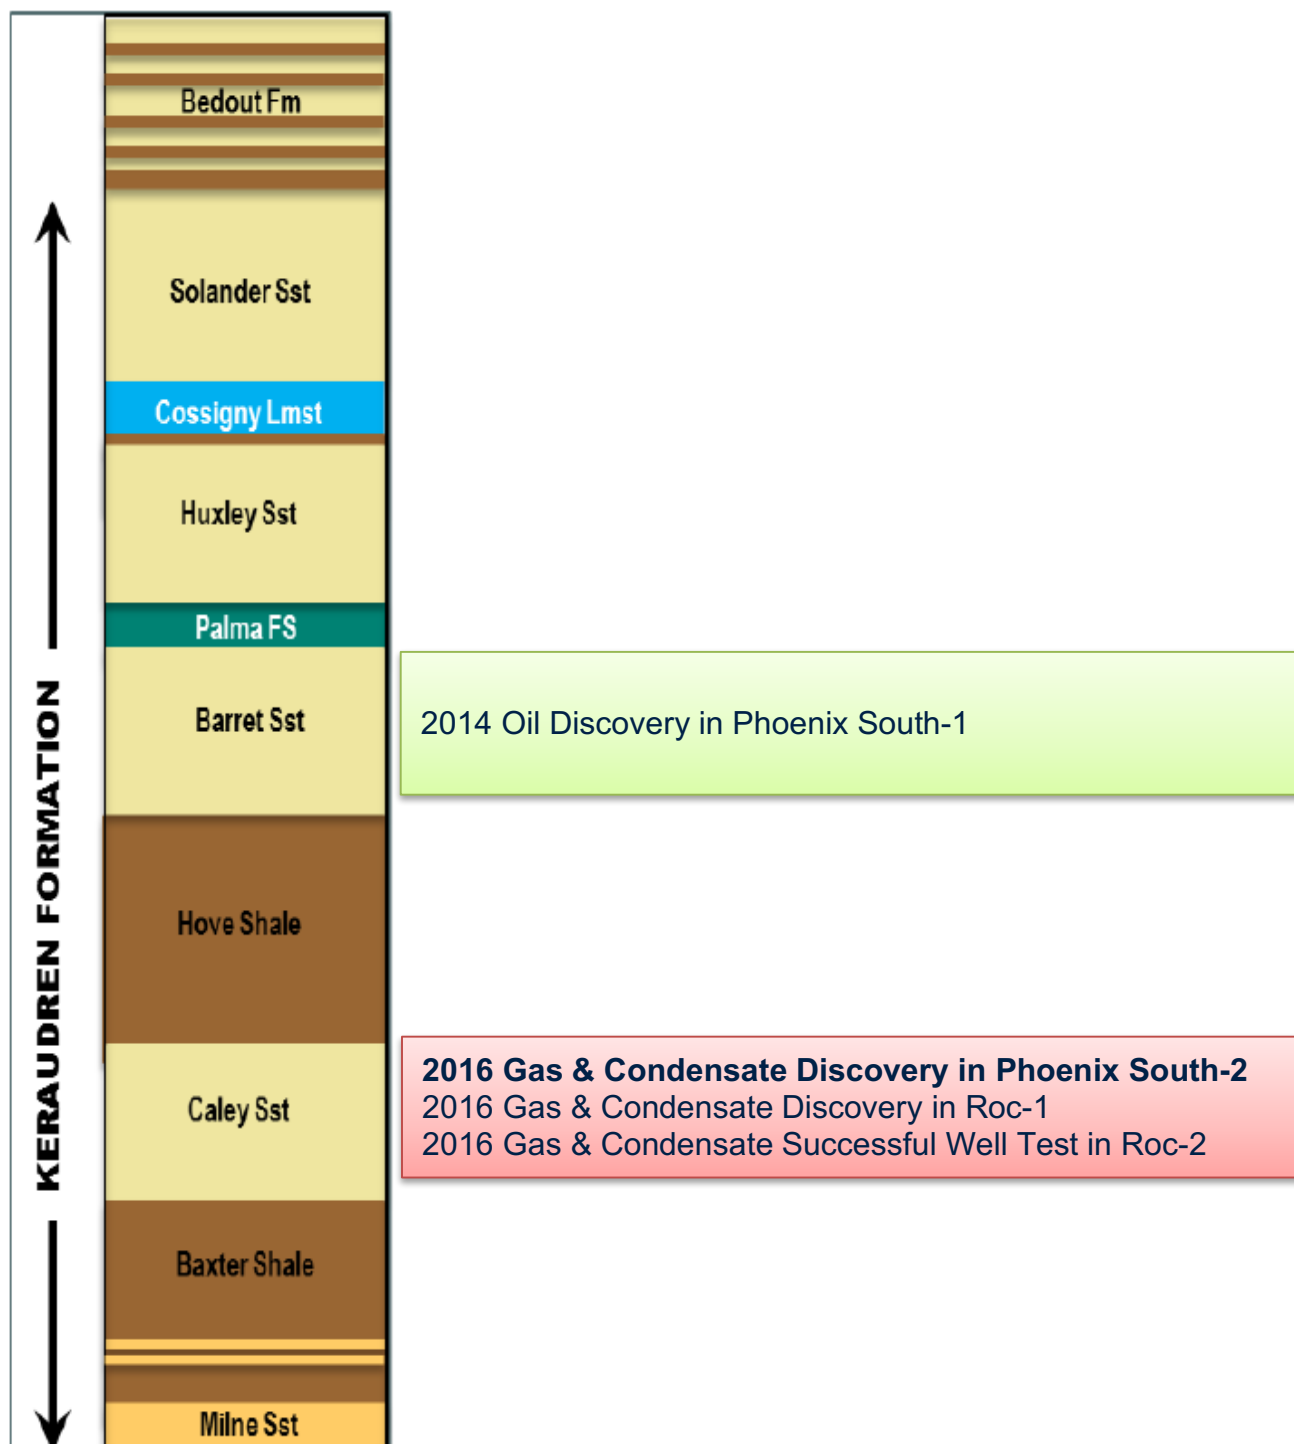 Bedout Fm
Solander Sst
Cossigny Lmst
Huxley Sst
Palma FS
Barret Sst
2014 Oil Discovery in Phoenix South-1
Hove Shale
KERAUDREN FORMATION
2016 Gas & Condensate Discovery in Phoenix South-2
2016 Gas & Condensate Discovery in Roc-1
2016 Gas & Condensate Successful Well Test in Roc-2
Caley Sst
Baxter Shale
Milne Sst